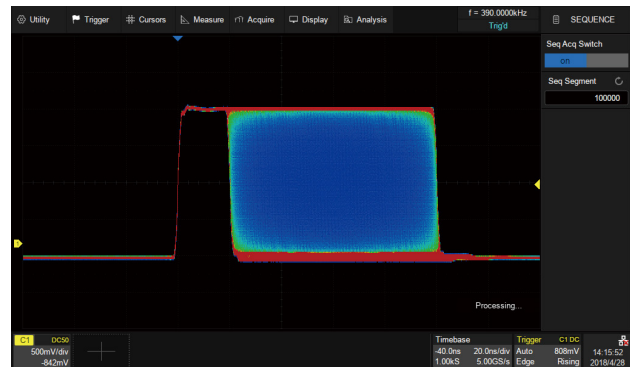 Utility Trigger Cursors Measure Acquire Display Analysis f = 390.0000kHz SEQUENCE
Trig'd
Seq Acq Switch
on
Seq Segment
100000
1
Processing...
C1 DC50 Timebase Trigger C1 DC
500mV/div -40.0ns 20.0ns/div Auto 808mV 14:15:52
-842mV 1.00kS 5.00GS/s Edge Rising 2018/4/28